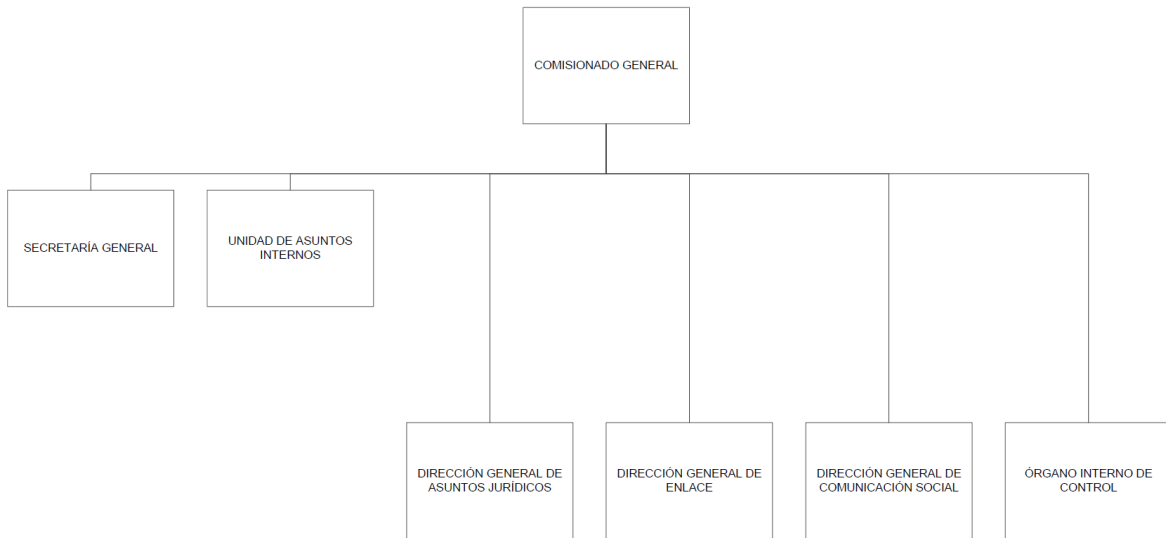 COMISIONADO GENERAL
SECRETARÍA GENERAL
UNIDAD DE ASUNTOS
INTERNOS
DIRECCIÓN GENERAL DE
ASUNTOS JURÍDICOS
DIRECCIÓN GENERAL DE
ENLACE
DIRECCIÓN GENERAL DE
COMUNICACIÓN SOCIAL
ÓRGANO INTERNO DE
CONTROL